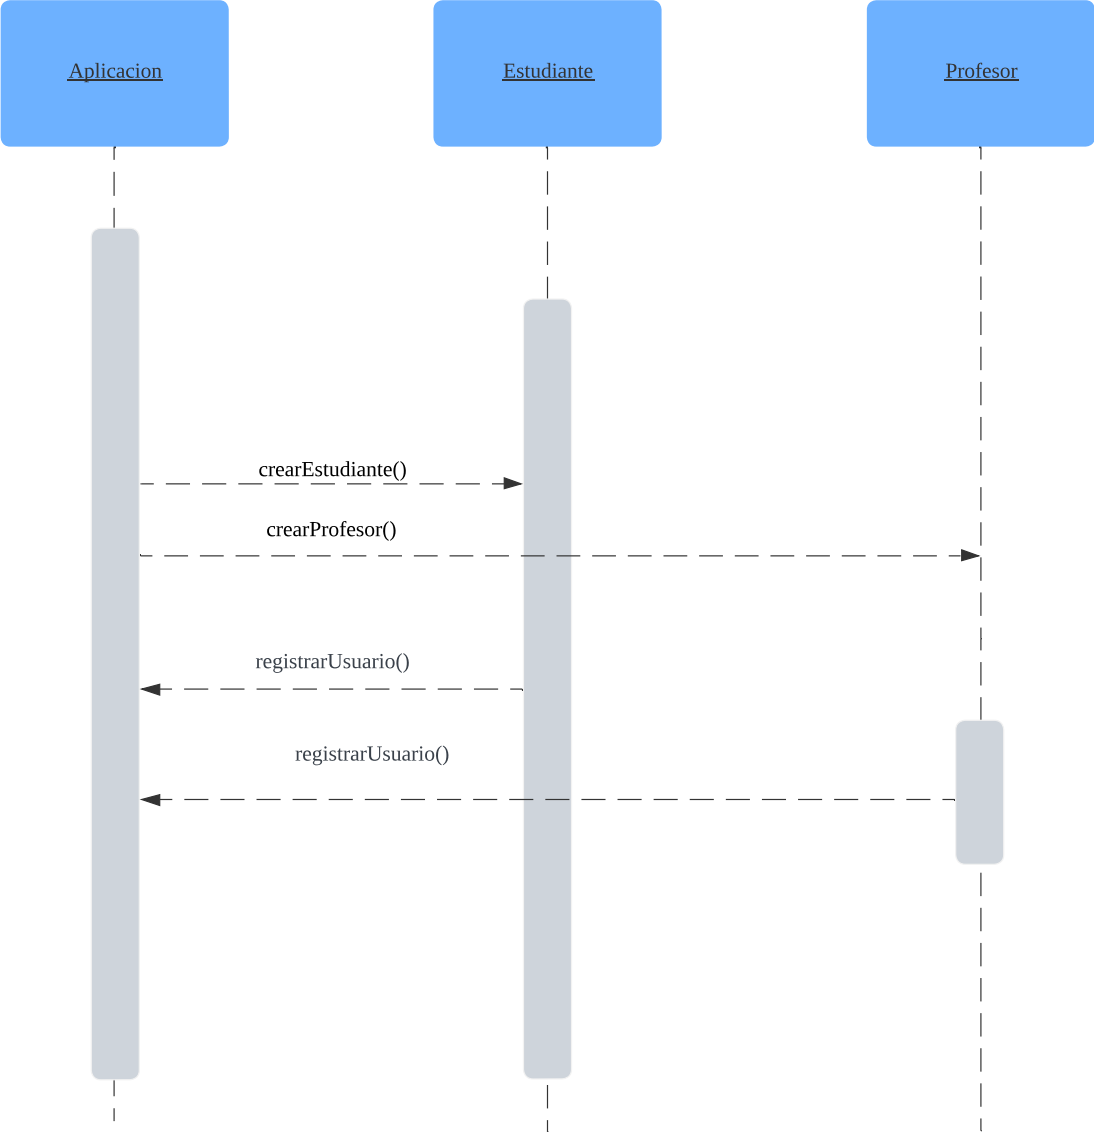 Aplicacion
Estudiante
Profesor
crearEstudiante()
crearProfesor()
registrarUsuario()
registrarUsuario()